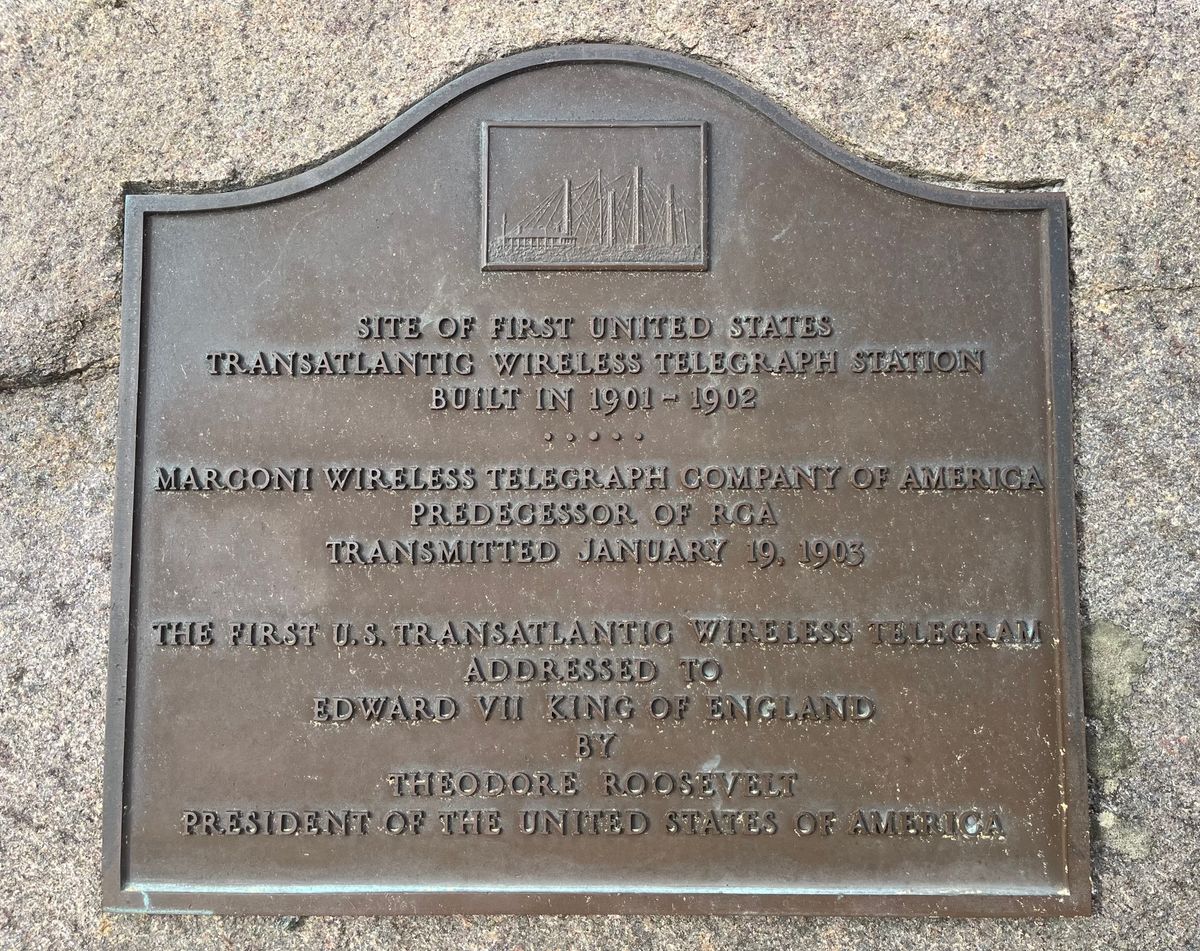 SITE OF FIRST UNITED STATES
TRANSATLANTIC WIRELESS TELEGRAPH STATION
BUILT IN 1901 – 1902
. . . . .
MARCONI WIRELESS TELEGRAPH COMPANY OF AMERICA
PREDECESSOR OF RCA
TRANSMITTED JANUARY 19, 1903
THE FIRST U.S. TRANSATLANTIC WIRELESS TELEGRAM
ADDRESSED TO
EDWARD VII KING OF ENGLAND
BY
THEODORE ROOSEVELT
PRESIDENT OF THE UNITED STATES OF AMERICA